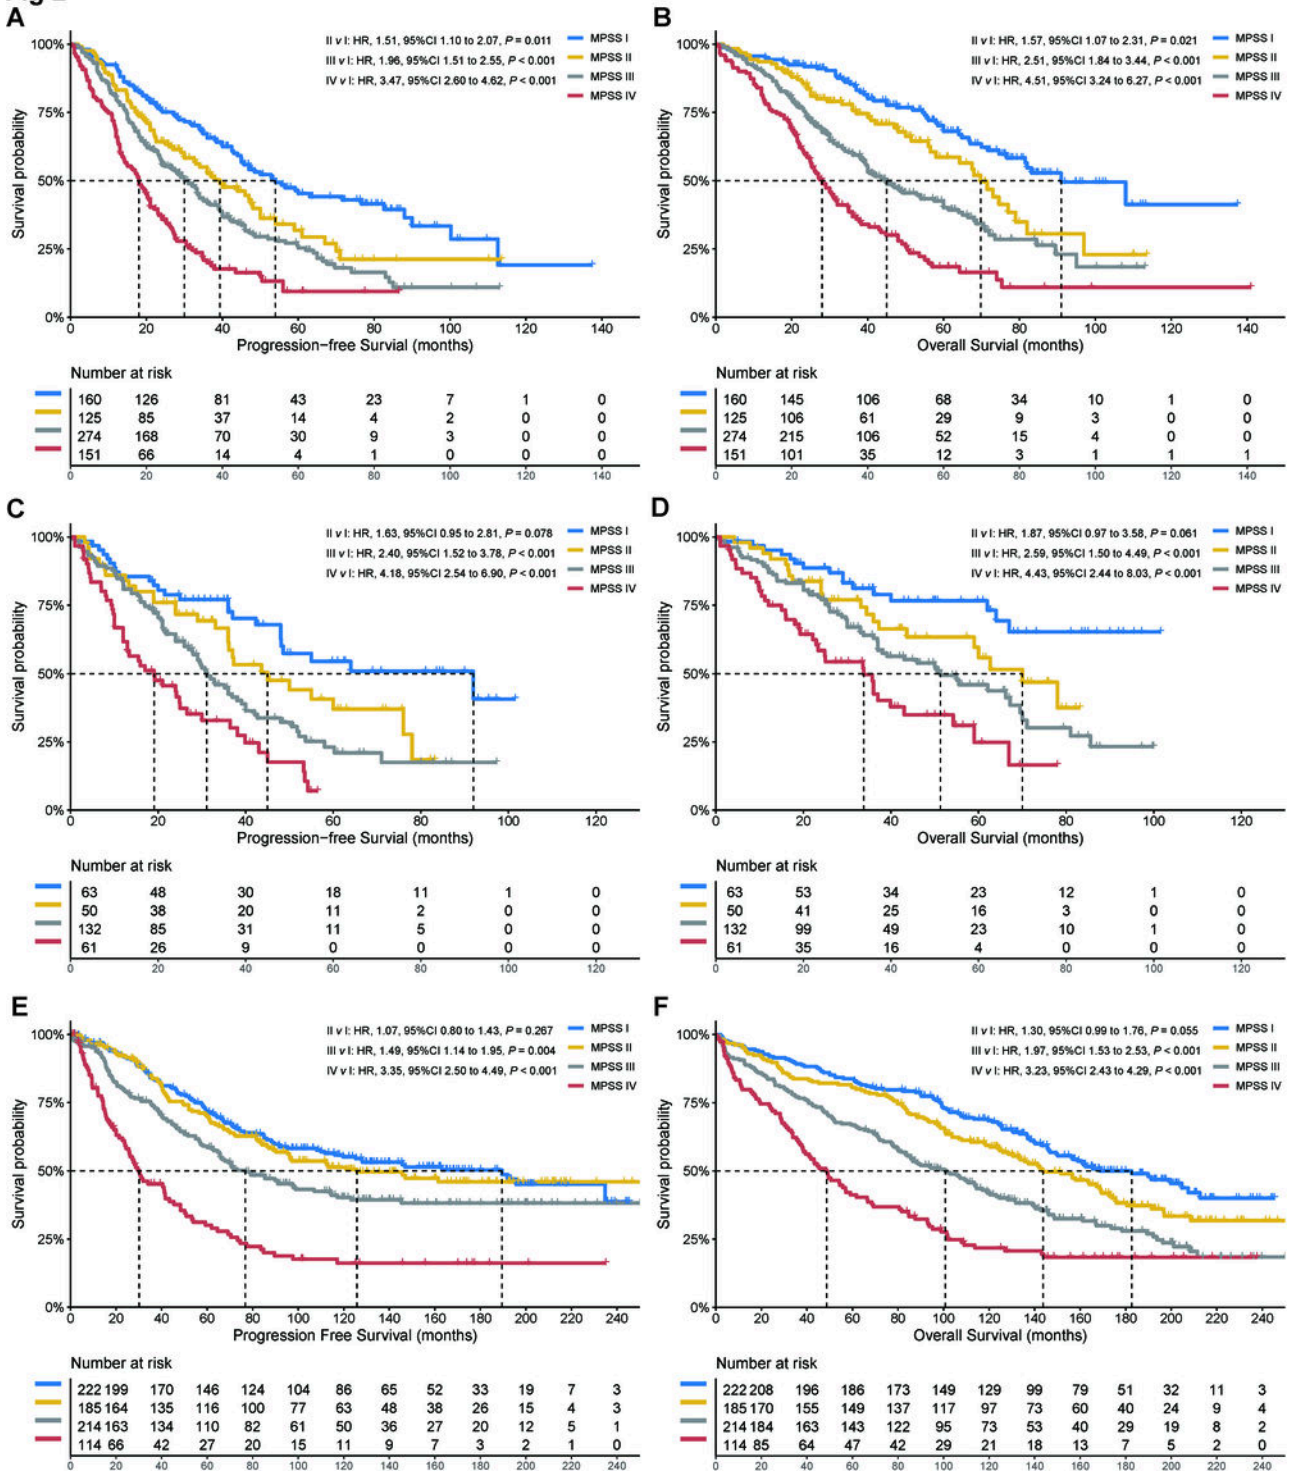 A
II v I: HR, 1.51, 95%CI 1.10 to 2.07, P = 0.011
III v I: HR, 1.96, 95%CI 1.51 to 2.55, P < 0.001
IV v I: HR, 3.47, 95%CI 2.60 to 4.62, P < 0.001
MPSS I
MPSS II
MPSS III
MPSS IV
Survival probability
100%
75%
50%
25%
0%
0 20 40 60 80 100 120 140
Progression-free Survial (months)
Number at risk
160 126 81 43 23 7 1 0
125 85 37 14 4 2 0 0
274 168 70 30 9 3 0 0
151 66 14 4 1 0 0 0
0 20 40 60 80 100 120 140
B
II v I: HR, 1.57, 95%CI 1.07 to 2.31, P = 0.021
III v I: HR, 2.51, 95%CI 1.84 to 3.44, P < 0.001
IV v I: HR, 4.51, 95%CI 3.24 to 6.27, P < 0.001
MPSS I
MPSS II
MPSS III
MPSS IV
Survival probability
100%
75%
50%
25%
0%
0 20 40 60 80 100 120 140
Overall Survial (months)
Number at risk
160 145 106 68 34 10 1 0
125 106 61 29 9 3 0 0
274 215 106 52 15 4 0 0
151 101 35 12 3 1 1 1
0 20 40 60 80 100 120 140
C
II v I: HR, 1.63, 95%CI 0.95 to 2.81, P = 0.078
III v I: HR, 2.40, 95%CI 1.52 to 3.78, P < 0.001
IV v I: HR, 4.18, 95%CI 2.54 to 6.90, P < 0.001
MPSS I
MPSS II
MPSS III
MPSS IV
Survival probability
100%
75%
50%
25%
0%
0 20 40 60 80 100 120
Progression-free Survial (months)
Number at risk
63 48 30 18 11 1 0
50 38 20 11 2 0 0
132 85 31 11 5 0 0
61 26 9 0 0 0 0
0 20 40 60 80 100 120
D
II v I: HR, 1.87, 95%CI 0.97 to 3.58, P = 0.061
III v I: HR, 2.59, 95%CI 1.50 to 4.49, P < 0.001
IV v I: HR, 4.43, 95%CI 2.44 to 8.03, P < 0.001
MPSS I
MPSS II
MPSS III
MPSS IV
Survival probability
100%
75%
50%
25%
0%
0 20 40 60 80 100 120
Overall Survial (months)
Number at risk
63 53 34 23 12 1 0
50 41 25 16 3 0 0
132 99 49 23 10 1 0
61 35 16 4 0 0 0
0 20 40 60 80 100 120
E
II v I: HR, 1.07, 95%CI 0.80 to 1.43, P = 0.267
III v I: HR, 1.49, 95%CI 1.14 to 1.95, P = 0.004
IV v I: HR, 3.35, 95%CI 2.50 to 4.49, P < 0.001
MPSS I
MPSS II
MPSS III
MPSS IV
Survival probability
100%
75%
50%
25%
0%
0 20 40 60 80 100 120 140 160 180 200 220 240
Progression Free Survival (months)
Number at risk
222 199 170 146 124 104 86 65 52 33 19 7 3
185 164 135 116 100 77 63 48 38 26 15 4 3
214 163 134 110 82 61 50 36 27 20 12 5 1
114 66 42 27 20 15 11 9 7 3 2 1 0
0 20 40 60 80 100 120 140 160 180 200 220 240
F
II v I: HR, 1.30, 95%CI 0.99 to 1.76, P = 0.055
III v I: HR, 1.97, 95%CI 1.53 to 2.53, P < 0.001
IV v I: HR, 3.23, 95%CI 2.43 to 4.29, P < 0.001
MPSS I
MPSS II
MPSS III
MPSS IV
Survival probability
100%
75%
50%
25%
0%
0 20 40 60 80 100 120 140 160 180 200 220 240
Overall Survival (months)
Number at risk
222 208 196 186 173 149 129 99 79 51 32 11 3
185 170 155 149 137 117 97 73 60 40 24 9 4
214 184 163 143 122 95 73 53 40 29 19 8 2
114 85 64 47 42 29 21 18 13 7 5 2 0
0 20 40 60 80 100 120 140 160 180 200 220 240